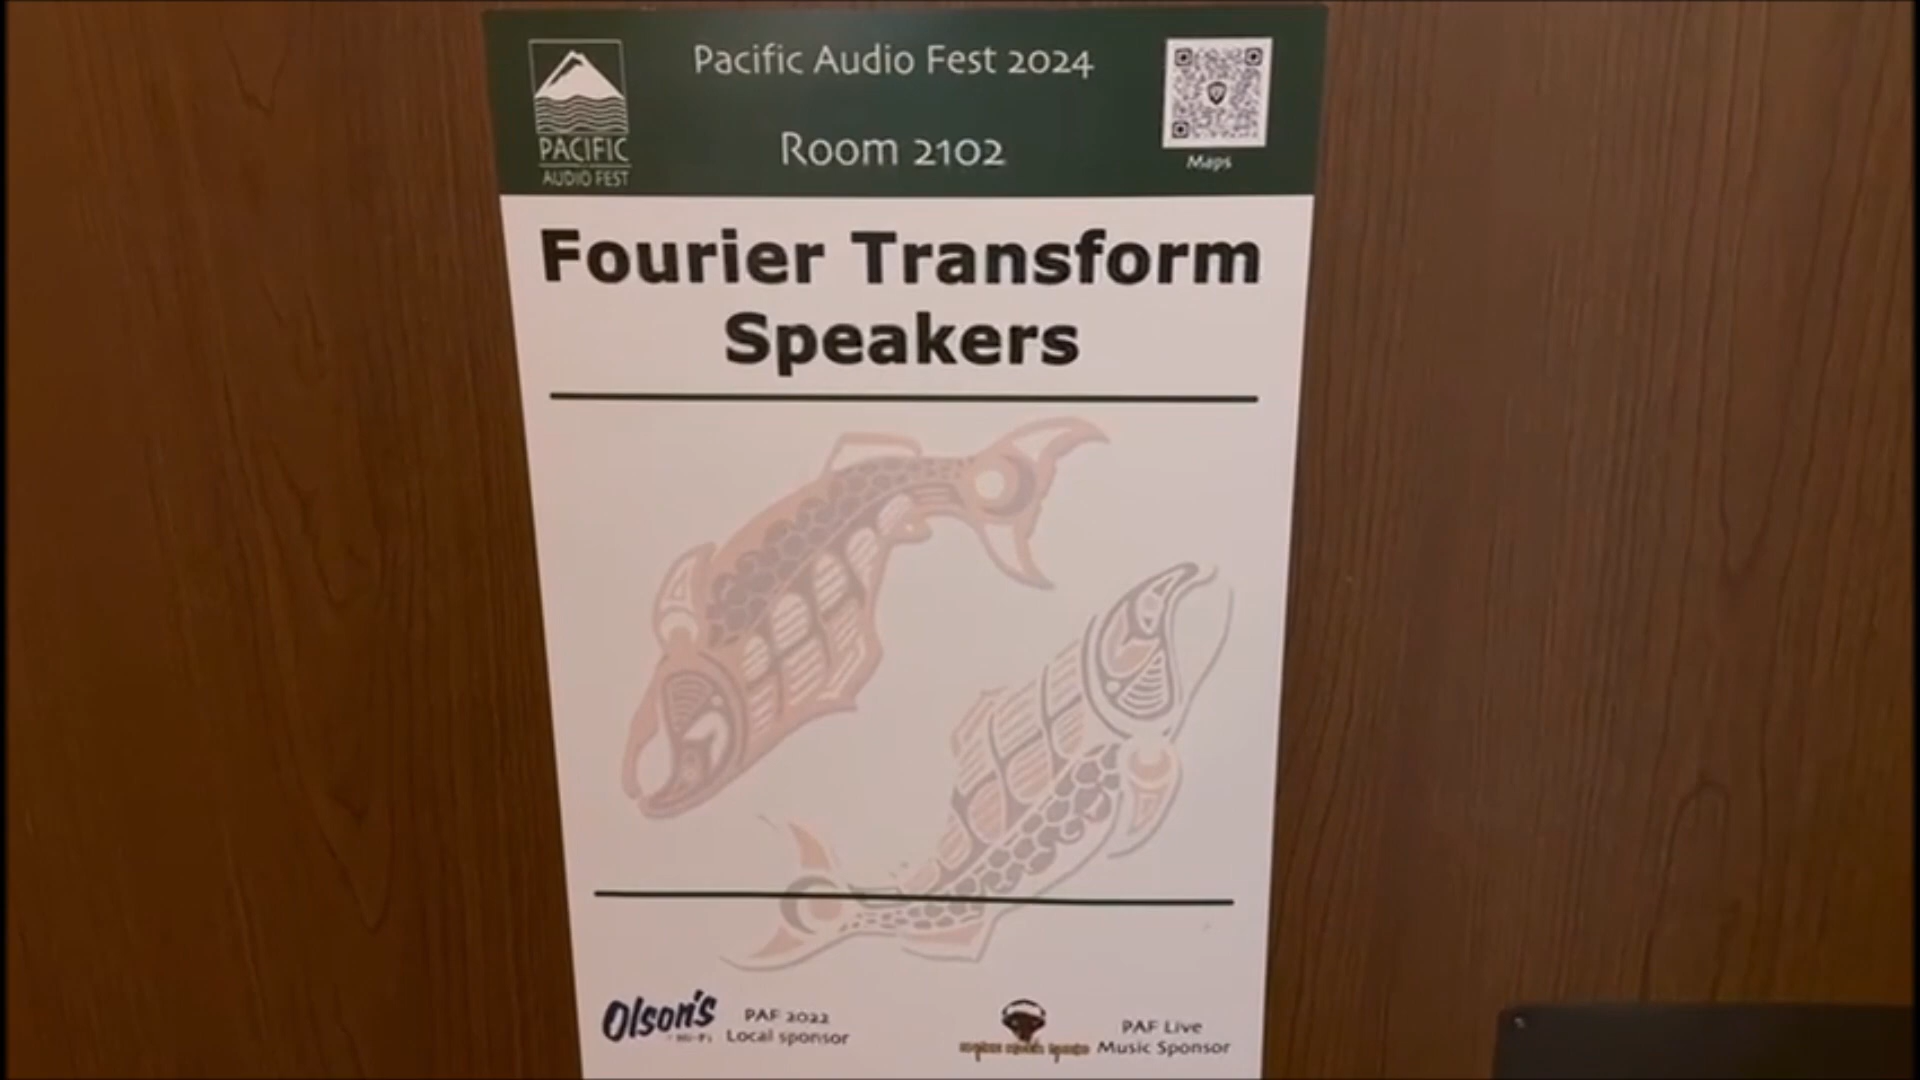 Pacific Audio Fest 2024
Room 2102
PACIFIC
AUDIO FEST
Maps
Fourier Transform
Speakers
Olson's
PAF 2022
Local sponsor
PAF Live
Music Sponsor